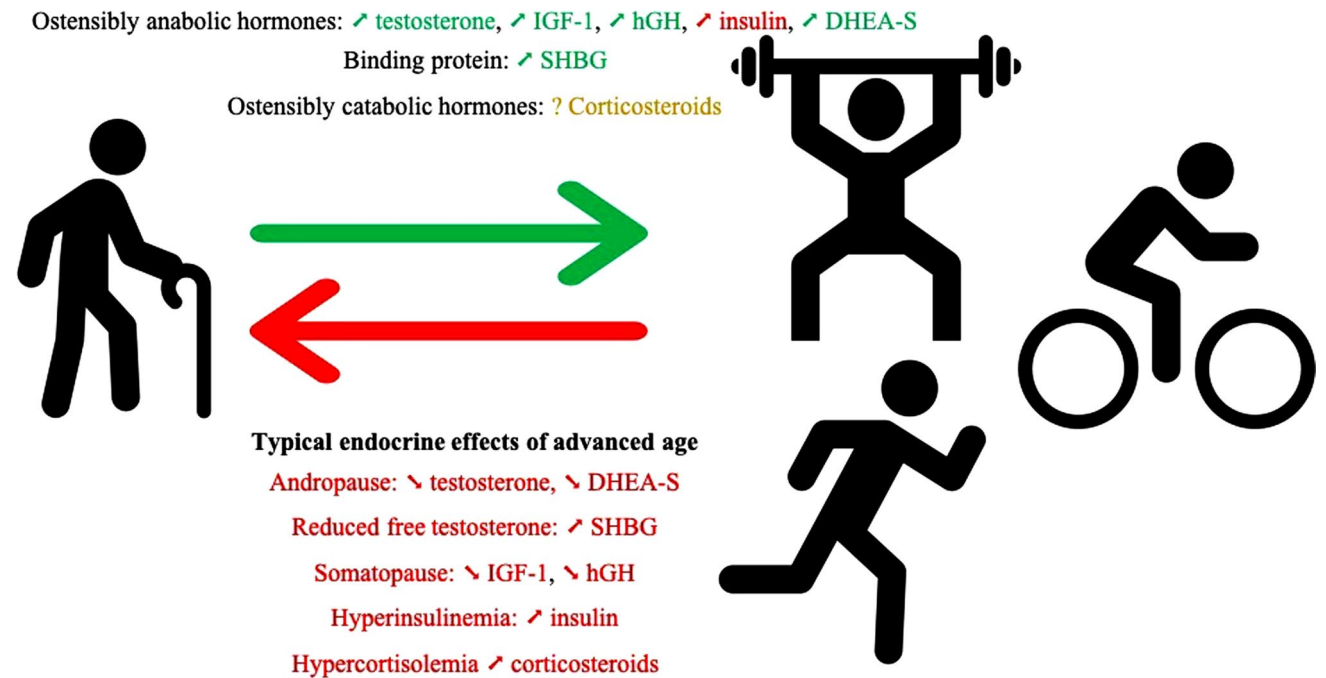 Ostensibly anabolic hormones: ↗ testosterone, ↗ IGF-1, ↗ hGH, ↗ insulin, ↗ DHEA-S
Binding protein: ↗ SHBG
Ostensibly catabolic hormones: ? Corticosteroids
Typical endocrine effects of advanced age
Andropause: ↘ testosterone, ↘ DHEA-S
Reduced free testosterone: ↗ SHBG
Somatopause: ↘ IGF-1, ↘ hGH
Hyperinsulinemia: ↗ insulin
Hypercortisolemia ↗ corticosteroids